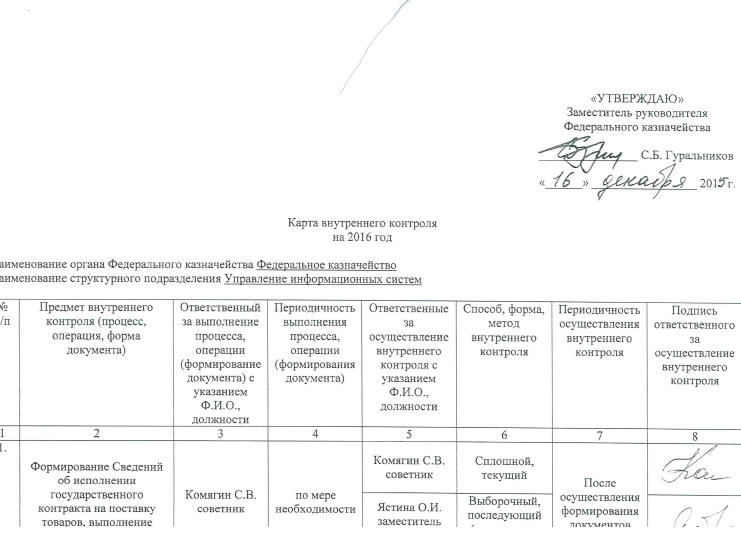 «УТВЕРЖДАЮ»
Заместитель руководителя
Федерального казначейства
С.Б. Гуральников
« 16 » декабря 2015 г.
Карта внутреннего контроля
на 2016 год
аименование органа Федерального казначейства Федеральное казначейство
аименование структурного подразделения Управление информационных систем
№
/п
Предмет внутреннего
контроля (процесс,
операция, форма
документа)
Ответственный
за выполнение
процесса,
операции
(формирование
документа) с
указанием
Ф.И.О.,
должности
Периодичность
выполнения
процесса,
операции
(формирования
документа)
Ответственные
за
осуществление
внутреннего
контроля с
указанием
Ф.И.О.,
должности
Способ, форма,
метод
внутреннего
контроля
Периодичность
осуществления
внутреннего
контроля
Подпись
ответственного
за
осуществление
внутреннего
контроля
1 2 3 4 5 6 7 8
1.
Формирование Сведений
об исполнении
государственного
контракта на поставку
товаров, выполнение
Комягин С.В.
советник
по мере
необходимости
Комягин С.В.
советник
Сплошной,
текущий
Ястина О.И.
заместитель
Выборочный,
последующий
После
осуществления
формирования
документов